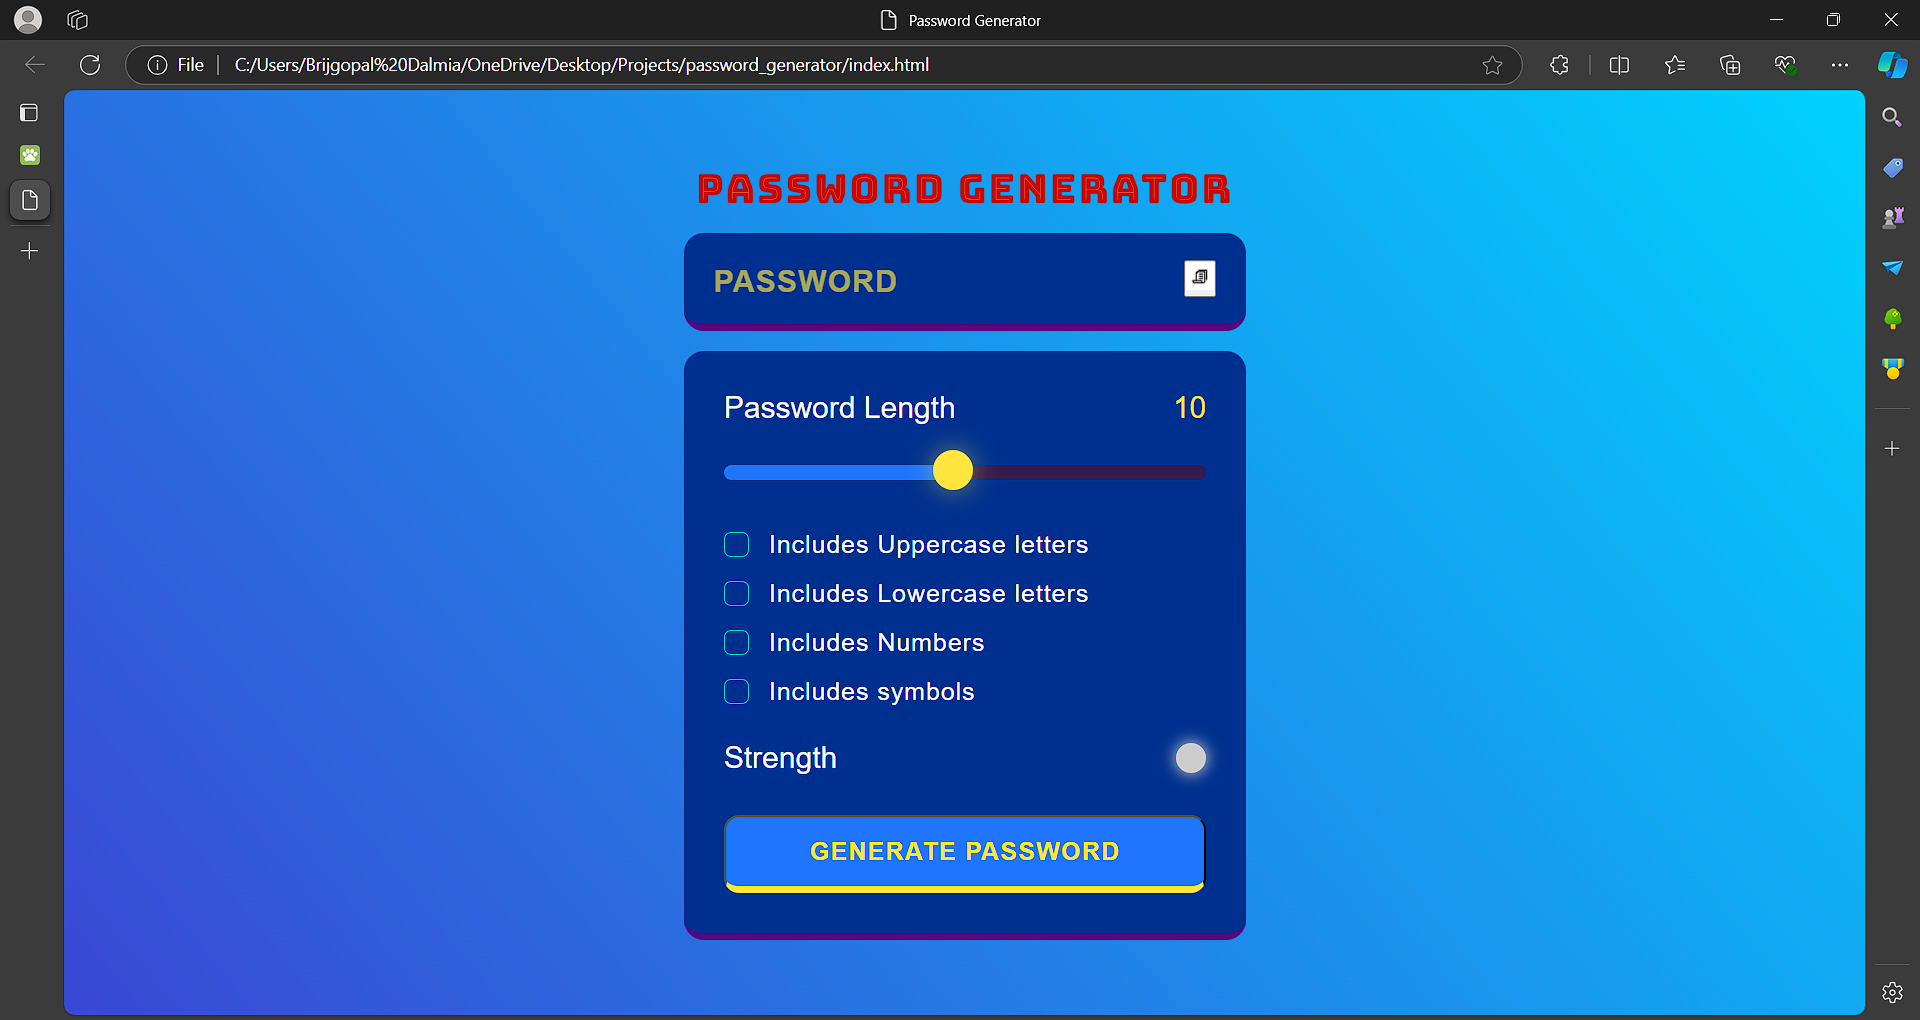 Password Generator
File C:/Users/Brijgopal%20Dalmia/OneDrive/Desktop/Projects/password_generator/index.html
PASSWORD GENERATOR
PASSWORD
Password Length 10
Includes Uppercase letters
Includes Lowercase letters
Includes Numbers
Includes symbols
Strength
GENERATE PASSWORD